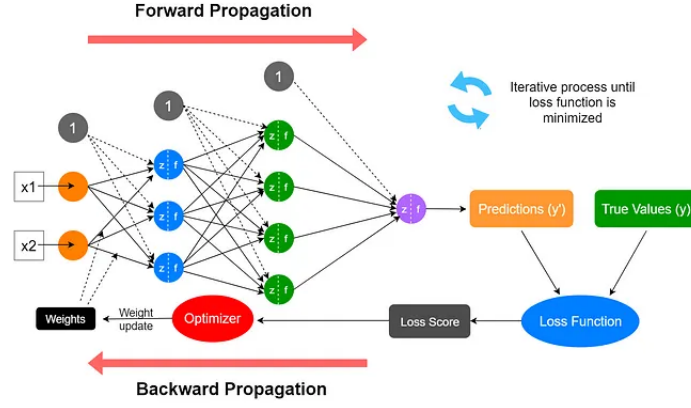 Forward Propagation
1
1
1
Iterative process until
loss function is
minimized
z f
z f
z f
z f
z f
z f
z f
z f
x1
x2
Predictions (y')
True Values (y)
Weights
Weight
update
Optimizer
Loss Score
Loss Function
Backward Propagation